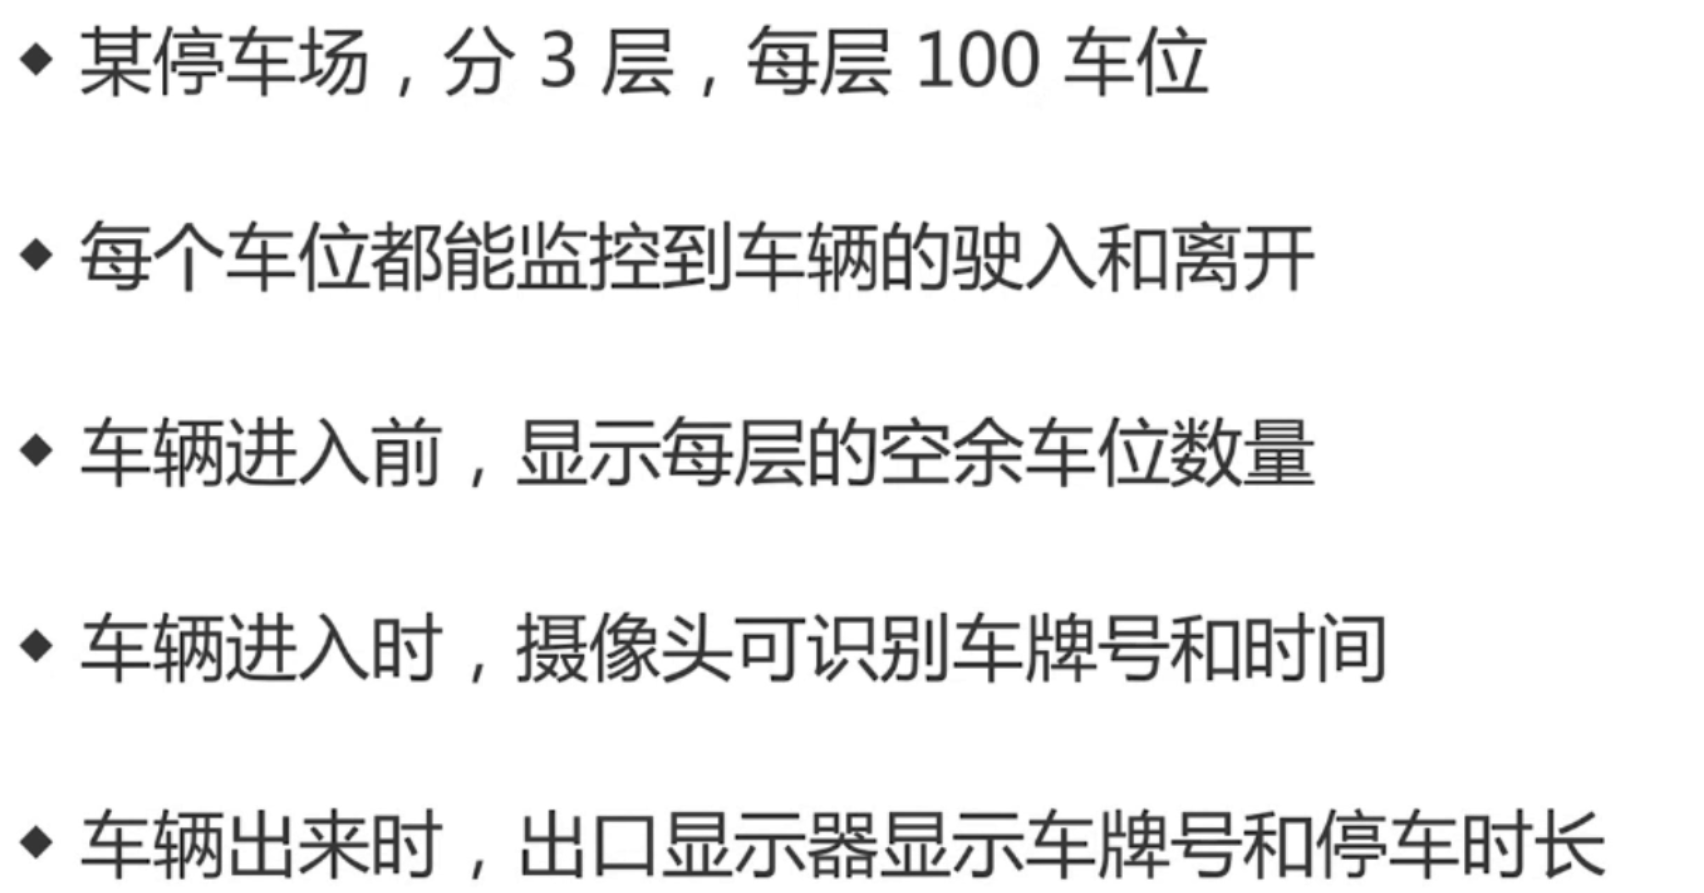 ◆ 某停车场，分 3 层，每层 100 车位
◆ 每个车位都能监控到车辆的驶入和离开
◆ 车辆进入前，显示每层的空余车位数量
◆ 车辆进入时，摄像头可识别车牌号和时间
◆ 车辆出来时，出口显示器显示车牌号和停车时长